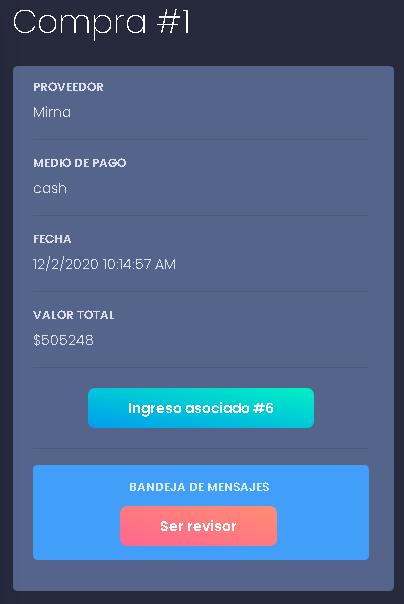 Compra #1
PROVEEDOR
Mirna
MEDIO DE PAGO
cash
FECHA
12/2/2020 10:14:57 AM
VALOR TOTAL
$505248
Ingreso asociado #6
BANDEJA DE MENSAJES
Ser revisor